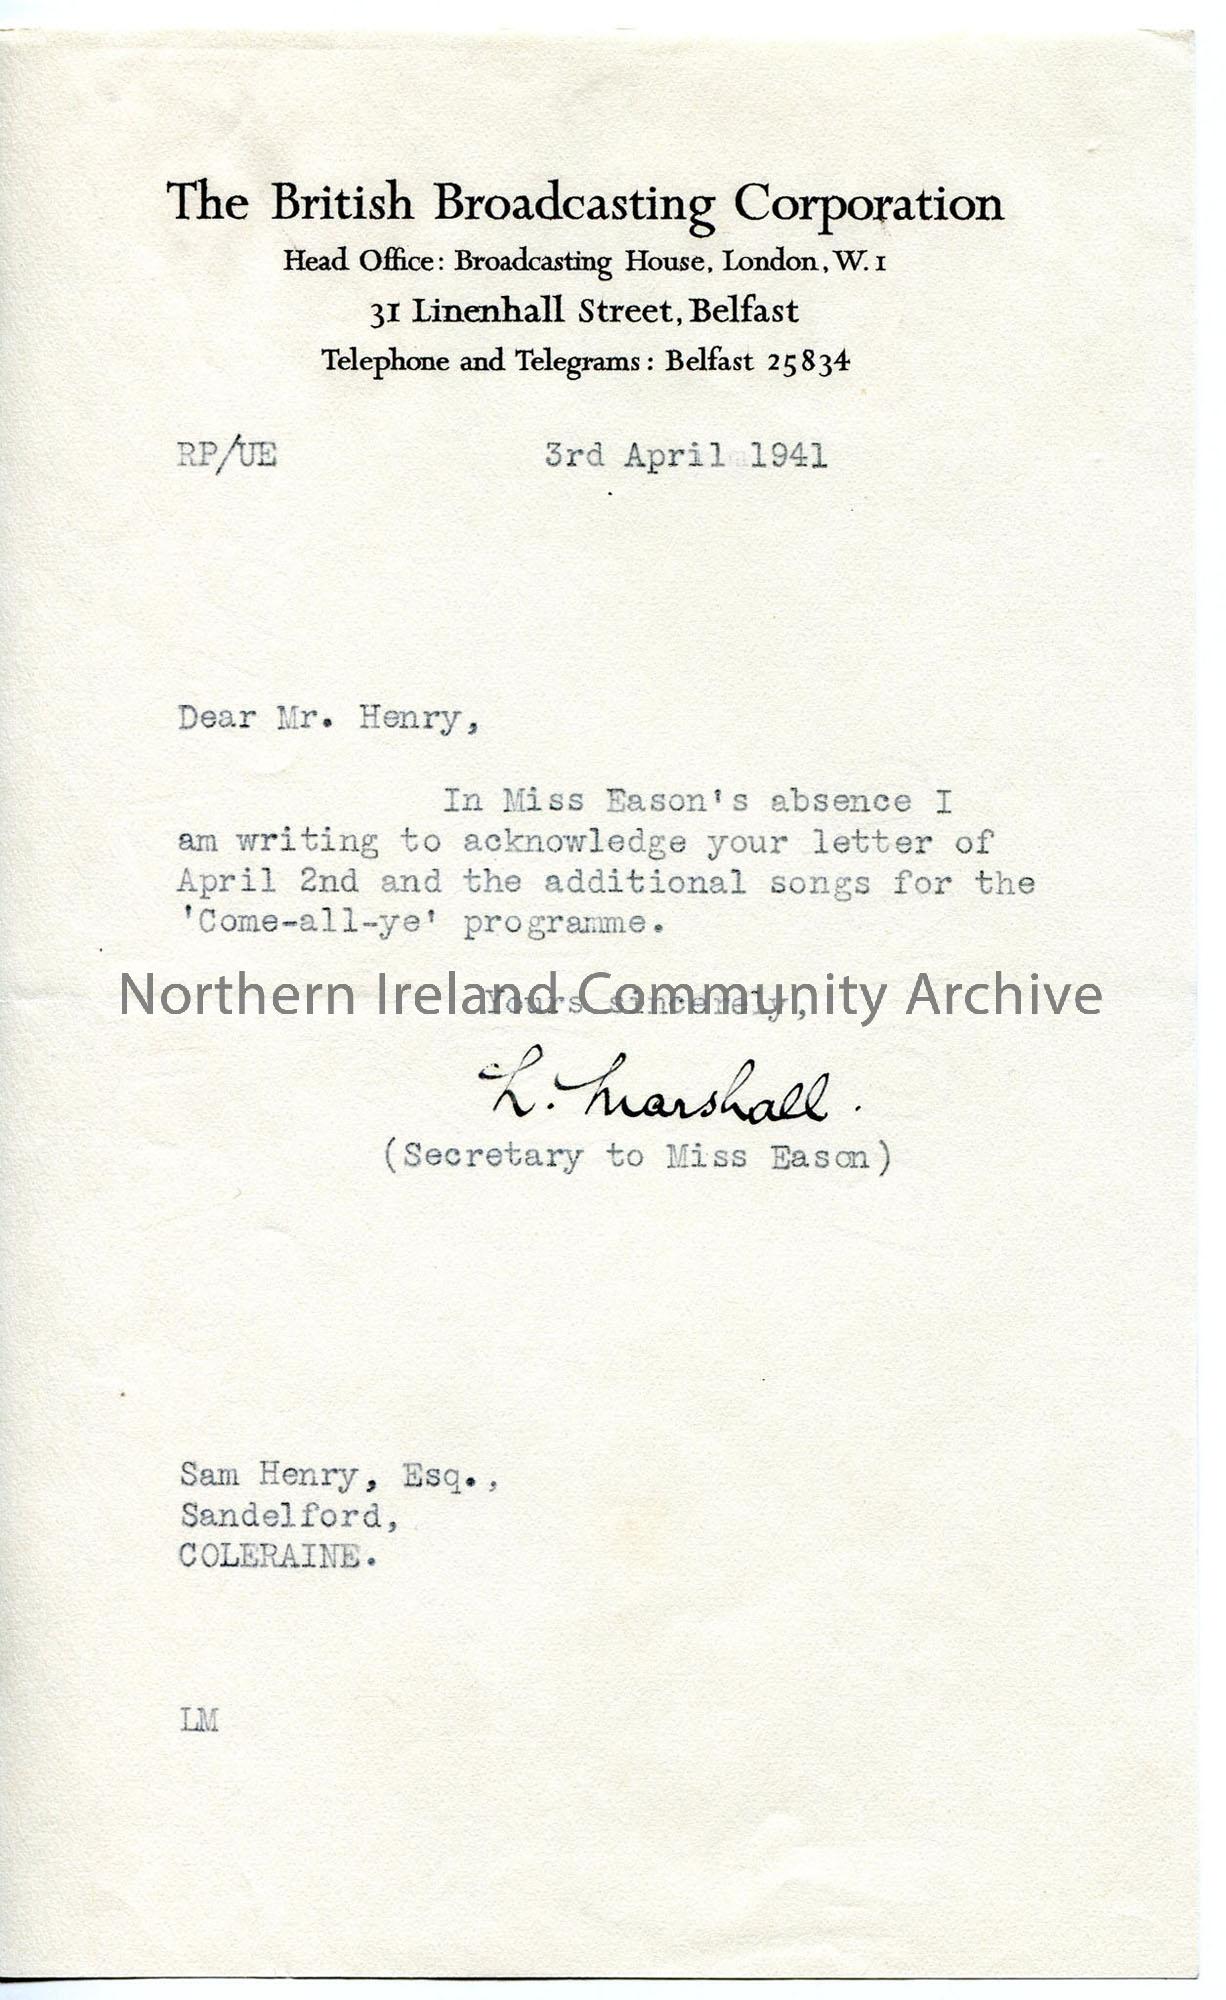 The British Broadcasting Corporation
Head Office: Broadcasting House, London, W.1
31 Linenhall Street, Belfast
Telephone and Telegrams: Belfast 25834
RP/UE 3rd April 1941
Dear Mr. Henry,
In Miss Eason's absence I
am writing to acknowledge your letter of
April 2nd and the additional songs for the
'Come-all-ye' programme.
Northern Ireland Community Archive
Yours sincerely,
L. Marshall.
(Secretary to Miss Eason)
Sam Henry, Esq.,
Sandelford,
COLERAINE.
LM